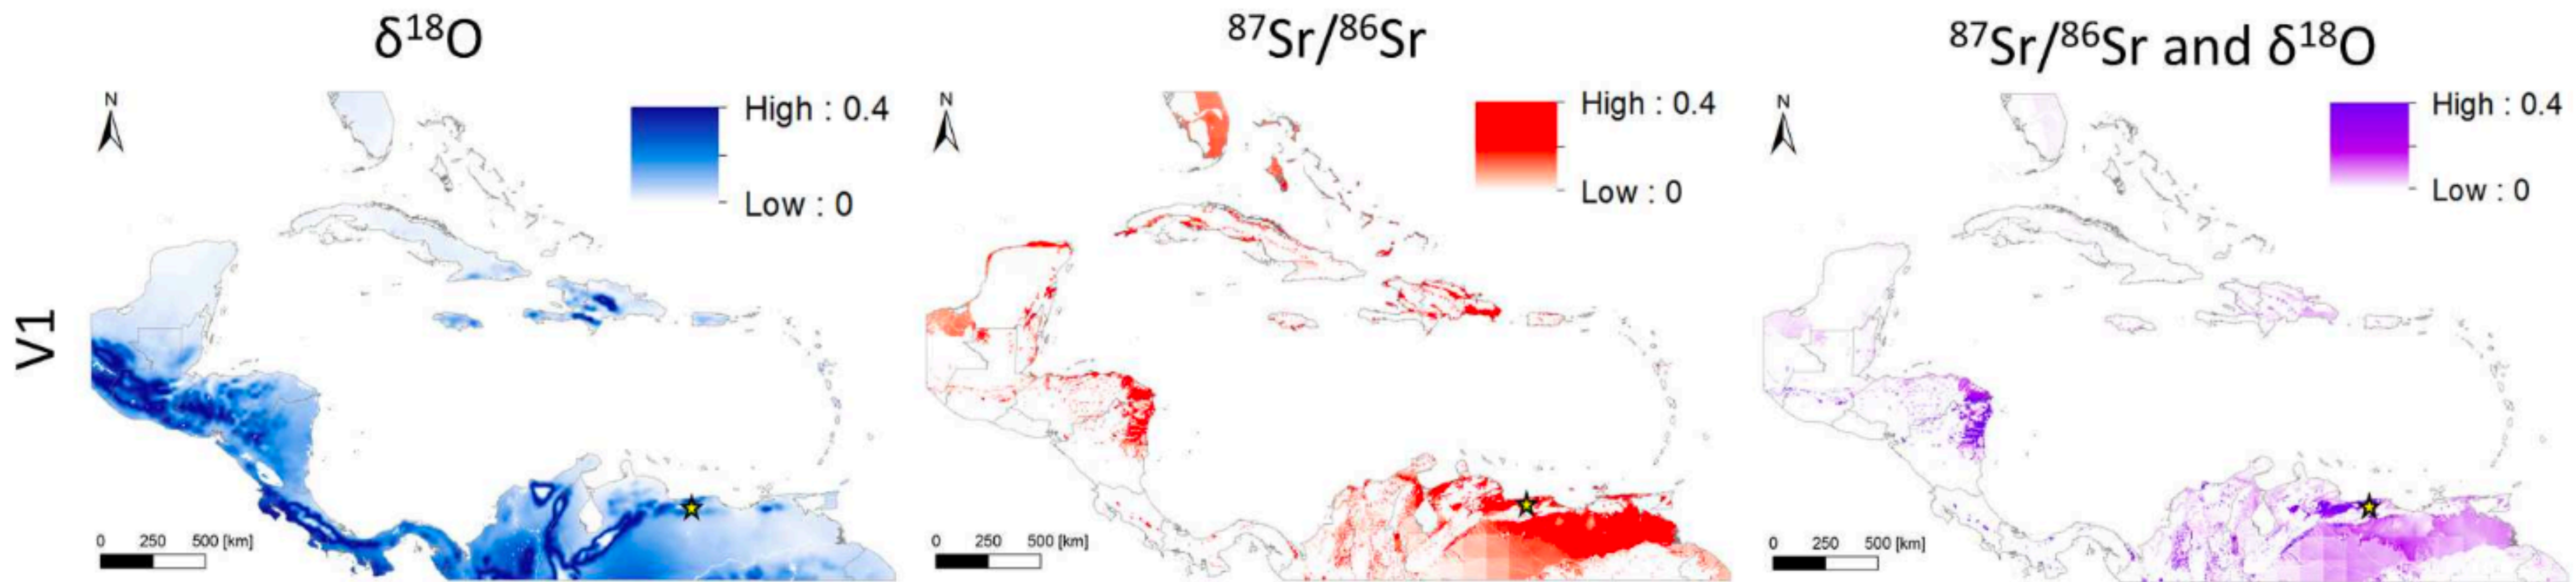 δ¹⁸O
⁸⁷Sr/⁸⁶Sr
⁸⁷Sr/⁸⁶Sr and δ¹⁸O
V1
N
High : 0.4
Low : 0
0 250 500 [km]
N
High : 0.4
Low : 0
0 250 500 [km]
N
High : 0.4
Low : 0
0 250 500 [km]